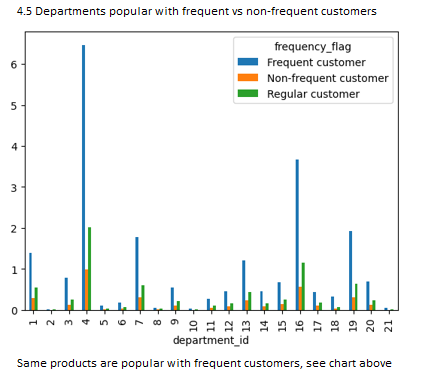 4.5 Departments popular with frequent vs non-frequent customers
frequency_flag
Frequent customer
Non-frequent customer
Regular customer
6
5
4
3
2
1
0
1 2 3 4 5 6 7 8 9 10 11 12 13 14 15 16 17 18 19 20 21
department_id
Same products are popular with frequent customers, see chart above